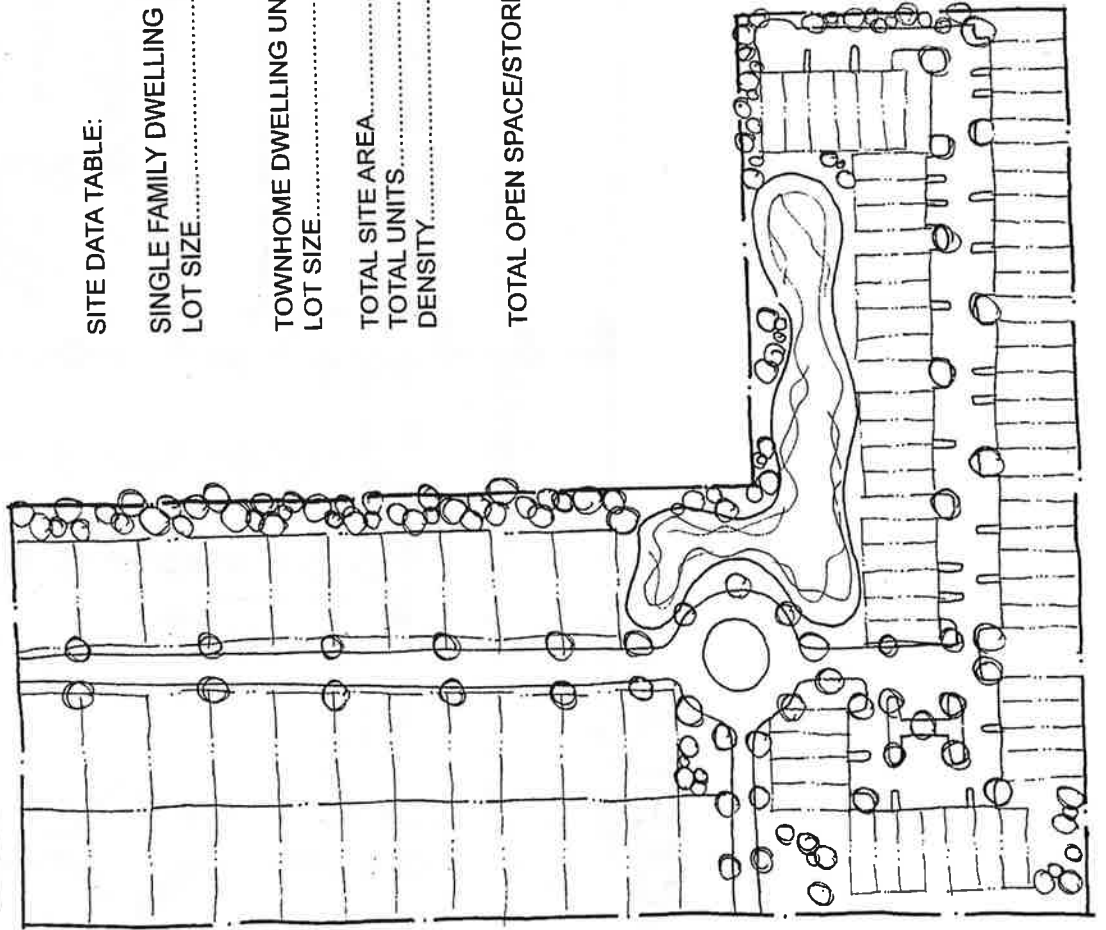 SITE DATA TABLE:
SINGLE FAMILY DWELLING
LOT SIZE....................
TOWNHOME DWELLING UN
LOT SIZE....................
TOTAL SITE AREA............
TOTAL UNITS..................
DENSITY........................
TOTAL OPEN SPACE/STOR